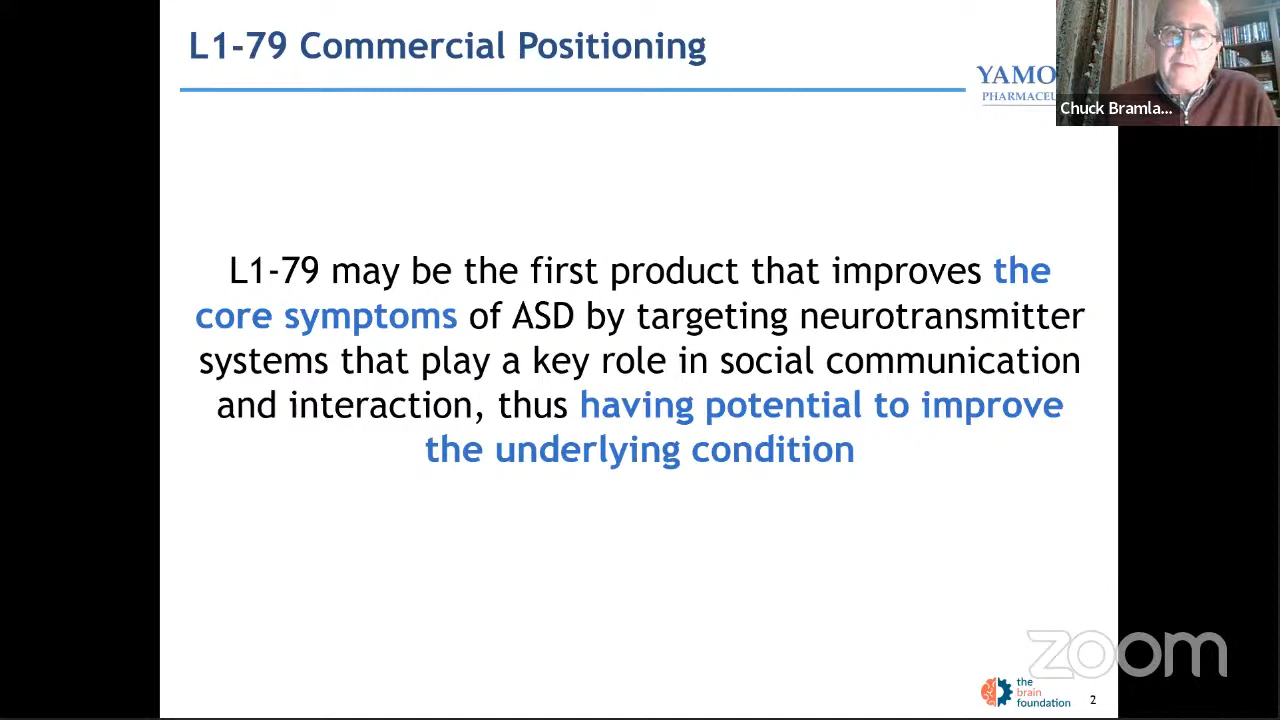 L1-79 Commercial Positioning
YAMO
PHARMACEU
Chuck Bramla...
L1-79 may be the first product that improves the
core symptoms of ASD by targeting neurotransmitter
systems that play a key role in social communication
and interaction, thus having potential to improve
the underlying condition
zoom
the
brain
foundation
2